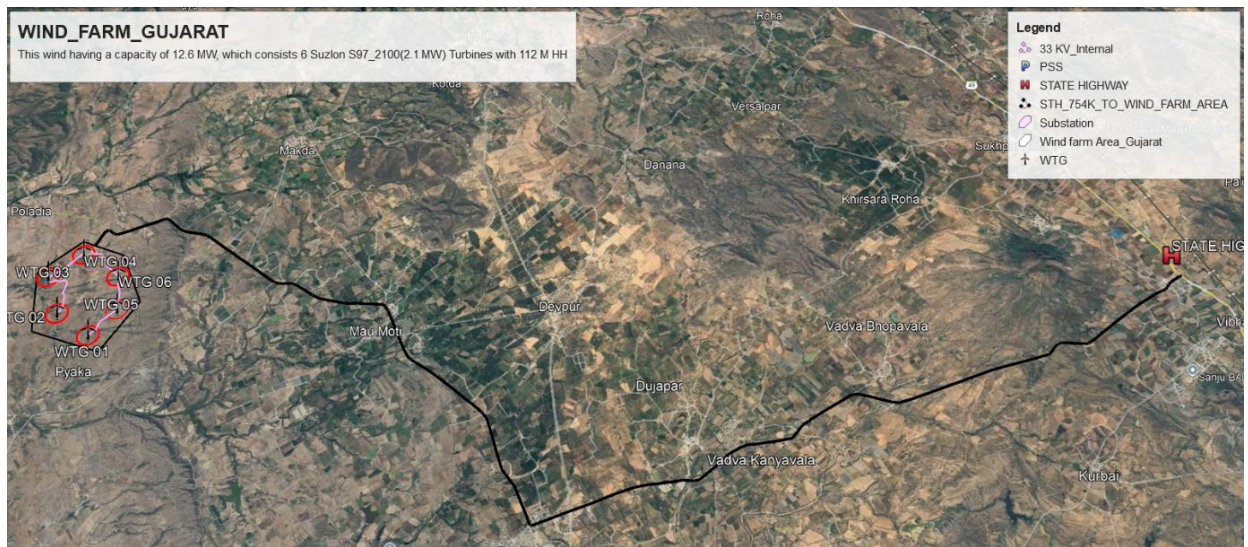 WIND_FARM_GUJARAT
This wind having a capacity of 12.6 MW, which consists 6 Suzlon S97_2100(2.1 MW) Turbines with 112 M HH
Legend
33 KV_Internal
PSS
STATE HIGHWAY
STH_754K_TO_WIND_FARM_AREA
Substation
Wind farm Area_Gujarat
WTG
Roha
Kotda
Versalpar
Makda
Danana
Sukhp
Khirsara Roha
Poladia
STATE HIG
WTG 04
WTG 03
WTG 06
WTG 05
TG 02
WTG 01
Pyaka
Devpur
Mau Moti
Vadva Bhopavala
Vibha
Dujapar
Vadva Kanyavala
Kurbai